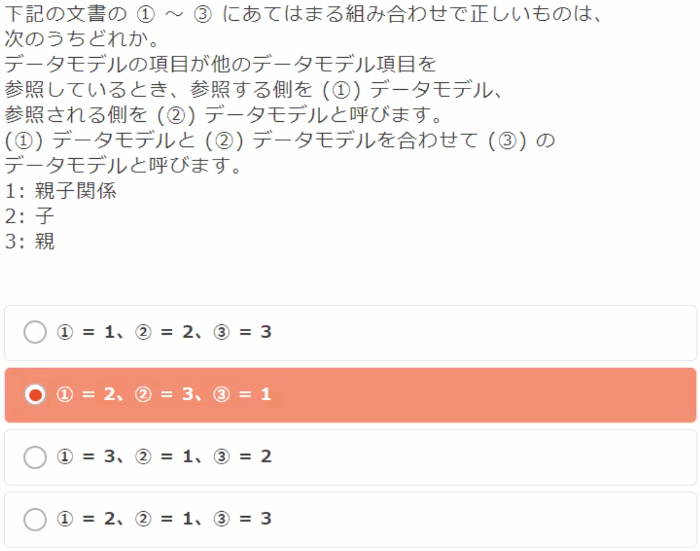 下記の文書の ① ～ ③ にあてはまる組み合わせで正しいものは、
次のうちどれか。
データモデルの項目が他のデータモデル項目を
参照しているとき、参照する側を (①) データモデル、
参照される側を (②) データモデルと呼びます。
(①) データモデルと (②) データモデルを合わせて (③) の
データモデルと呼びます。
1: 親子関係
2: 子
3: 親
① = 1、② = 2、③ = 3
① = 2、② = 3、③ = 1
① = 3、② = 1、③ = 2
① = 2、② = 1、③ = 3